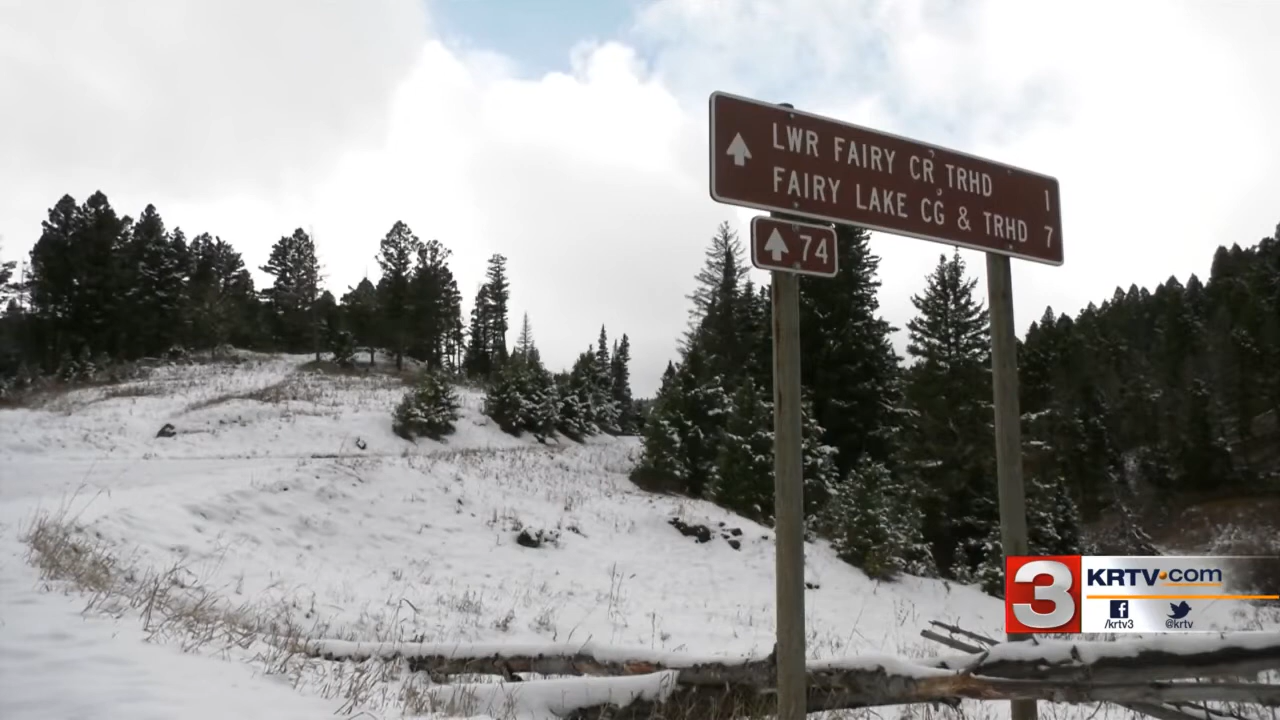 LWR FAIRY CR TRHD 1
FAIRY LAKE CG & TRHD 7
74
3 KRTV.com
/krtv3 @krtv